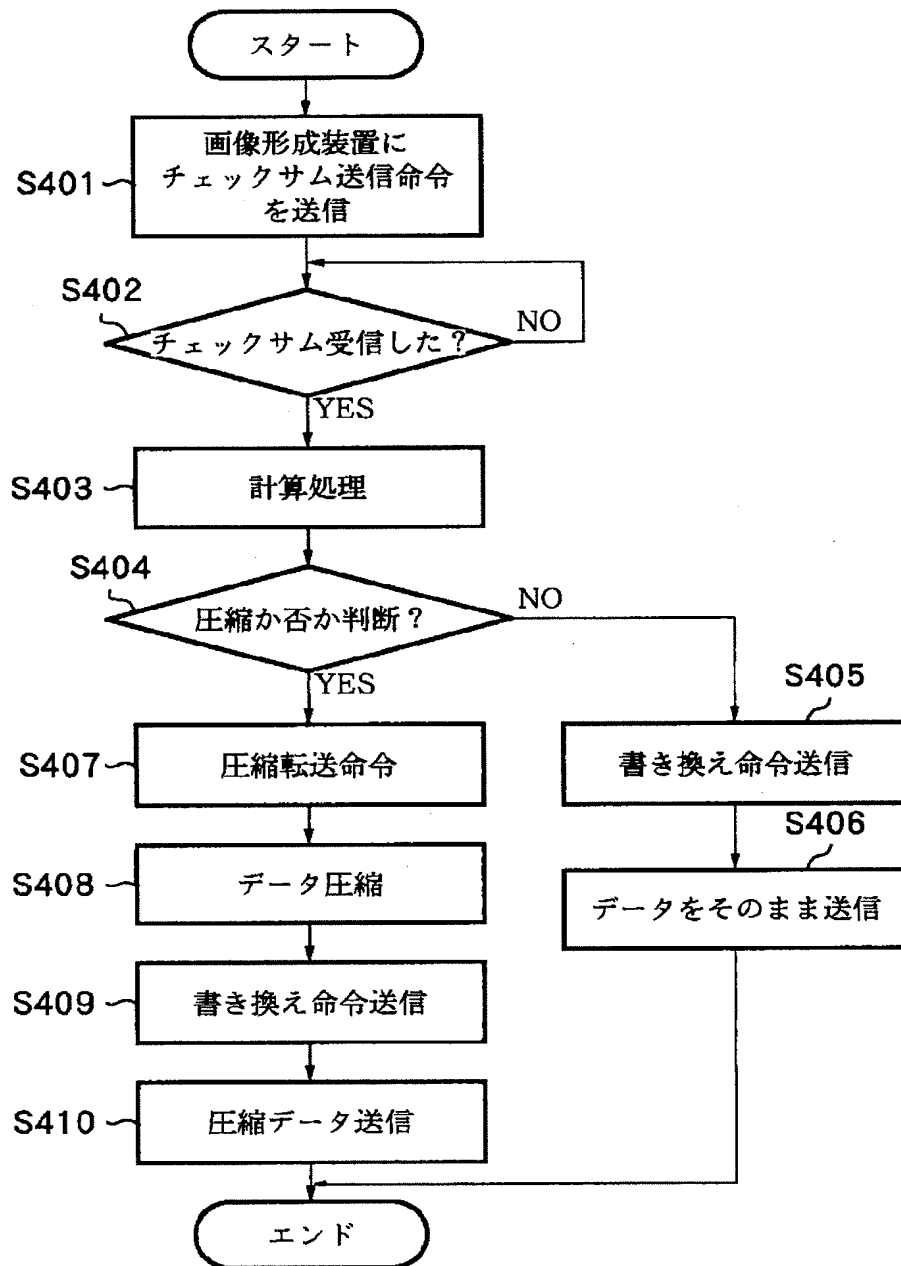 スタート
S401
画像形成装置に
チェックサム送信命令
を送信
S402
チェックサム受信した？
NO
YES
S403
計算処理
S404
圧縮か否か判断？
NO
YES
S405
書き換え命令送信
S406
データをそのまま送信
S407
圧縮転送命令
S408
データ圧縮
S409
書き換え命令送信
S410
圧縮データ送信
エンド